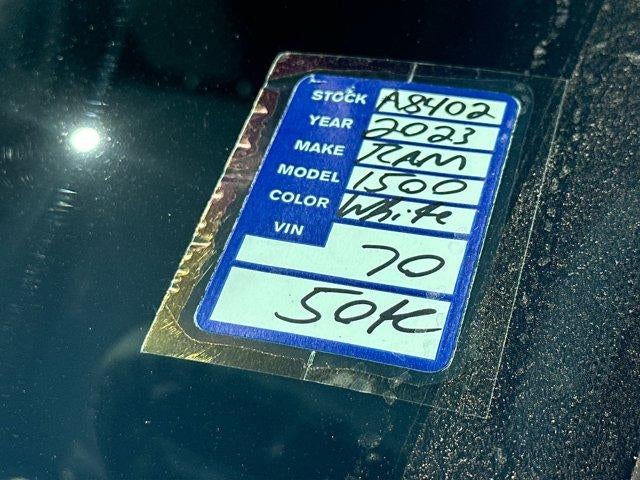 STOCK A8402
YEAR 2023
MAKE RAM
MODEL 1500
COLOR White
VIN
70
50K